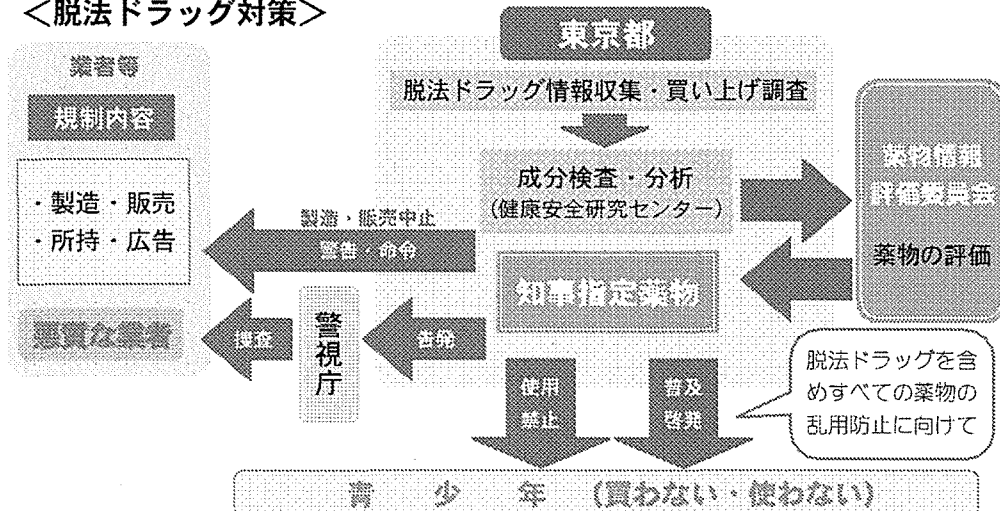 ＜脱法ドラッグ対策＞
東京都
脱法ドラッグ情報収集・買い上げ調査
成分検査・分析
（健康安全研究センター）
薬物情報
評価委員会
薬物の評価
知事指定薬物
業者等
規制内容
・製造・販売
・所持・広告
悪質な業者
製造・販売中止
警告・命令
捜査
警視庁
告発
使用
禁止
普及
啓発
脱法ドラッグを含
めすべての薬物の
乱用防止に向けて
青　少　年　（買わない・使わない）